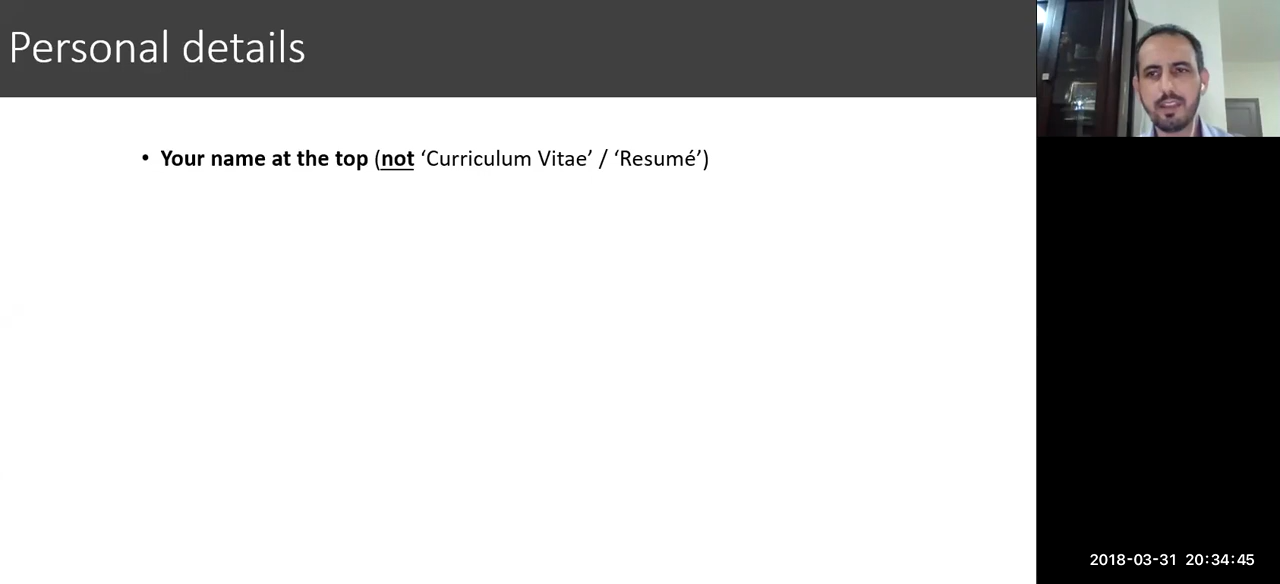 Personal details
• Your name at the top (not ‘Curriculum Vitae’ / ‘Resumé’)
2018-03-31 20:34:45